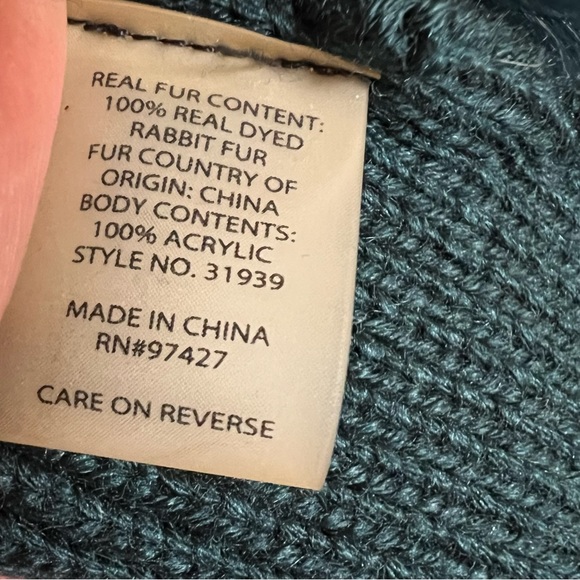 REAL FUR CONTENT:
100% REAL DYED
RABBIT FUR
FUR COUNTRY OF
ORIGIN: CHINA
BODY CONTENTS:
100% ACRYLIC
STYLE NO. 31939
MADE IN CHINA
RN#97427
CARE ON REVERSE